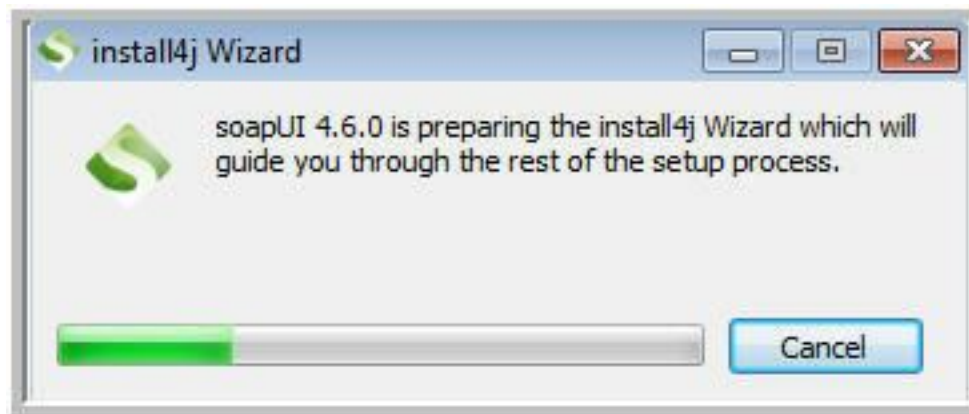 install4j Wizard
soapUI 4.6.0 is preparing the install4j Wizard which will
guide you through the rest of the setup process.
Cancel